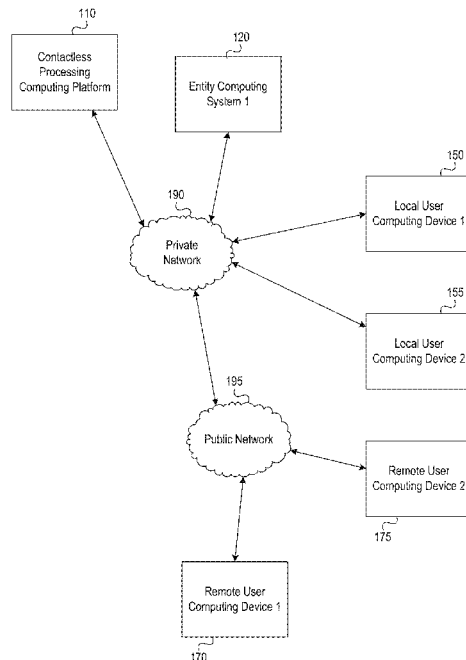 110
Contactless
Processing
Computing Platform
120
Entity Computing
System 1
150
Local User
Computing Device 1
190
Private
Network
155
Local User
Computing Device 2
195
Public Network
Remote User
Computing Device 2
175
Remote User
Computing Device 1
170